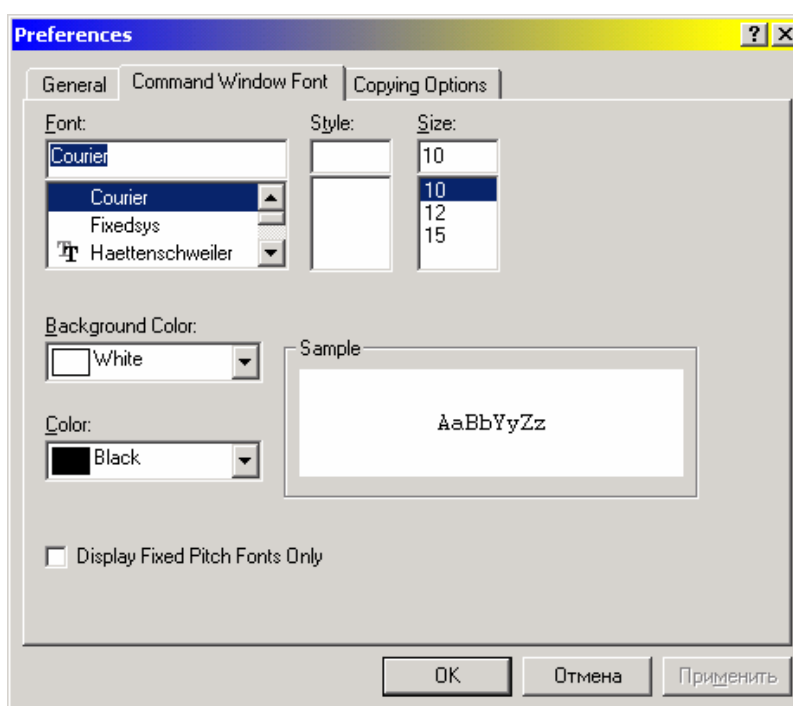 Preferences
General Command Window Font Copying Options
Font: Style: Size:
Courier 10
Courier 10
Fixedsys 12
Haettenschweiler 15
Background Color:
White
Sample
AaBbYyZz
Color:
Black
Display Fixed Pitch Fonts Only
OK Отмена Применить